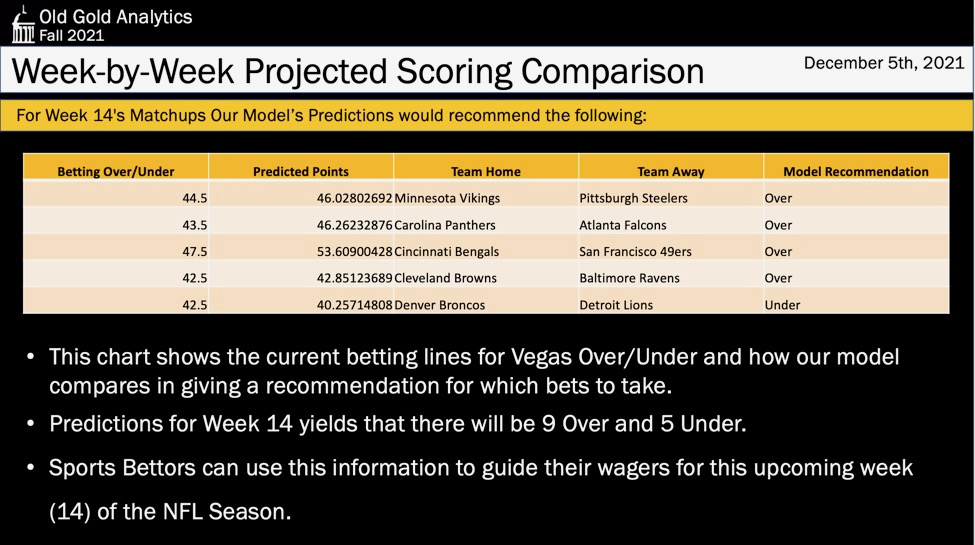 Old Gold Analytics
Fall 2021
Week-by-Week Projected Scoring Comparison
December 5th, 2021
For Week 14's Matchups Our Model’s Predictions would recommend the following:
Betting Over/Under Predicted Points Team Home Team Away Model Recommendation
44.5 46.02802692 Minnesota Vikings Pittsburgh Steelers Over
43.5 46.26232876 Carolina Panthers Atlanta Falcons Over
47.5 53.60900428 Cincinnati Bengals San Francisco 49ers Over
42.5 42.85123689 Cleveland Browns Baltimore Ravens Over
42.5 40.25714808 Denver Broncos Detroit Lions Under
• This chart shows the current betting lines for Vegas Over/Under and how our model
compares in giving a recommendation for which bets to take.
• Predictions for Week 14 yields that there will be 9 Over and 5 Under.
• Sports Bettors can use this information to guide their wagers for this upcoming week
(14) of the NFL Season.